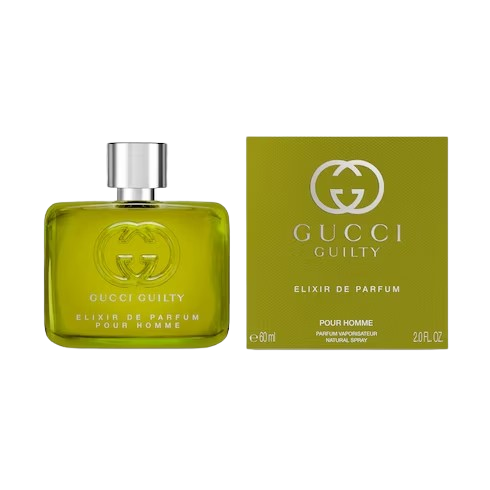 GUCCI GUILTY
ELIXIR DE PARFUM
POUR HOMME
GUCCI
GUILTY
ELIXIR DE PARFUM
POUR HOMME
℮ 60 ml
PARFUM VAPORISATEUR
NATURAL SPRAY
2.0 FL. OZ.